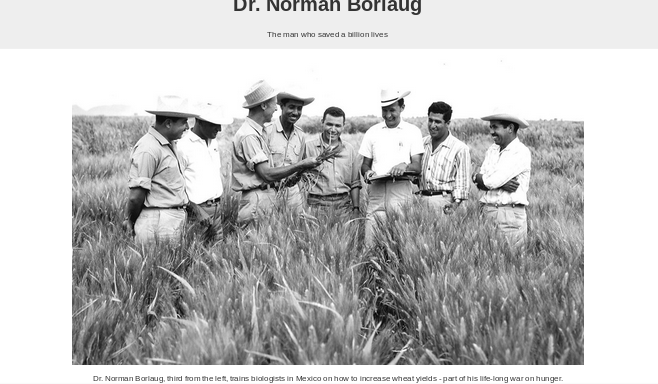 Dr. Norman Borlaug
The man who saved a billion lives
Dr. Norman Borlaug, third from the left, trains biologists in Mexico on how to increase wheat yields - part of his life-long war on hunger.